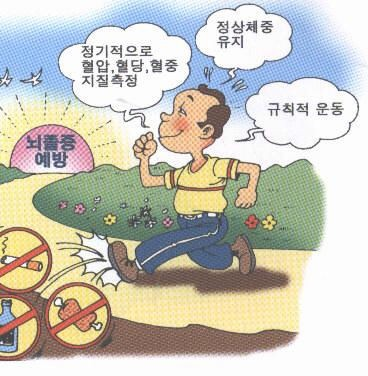 정기적으로
혈압,혈당,혈중
지질측정
정상체중
유지
규칙적 운동
뇌졸중
예방